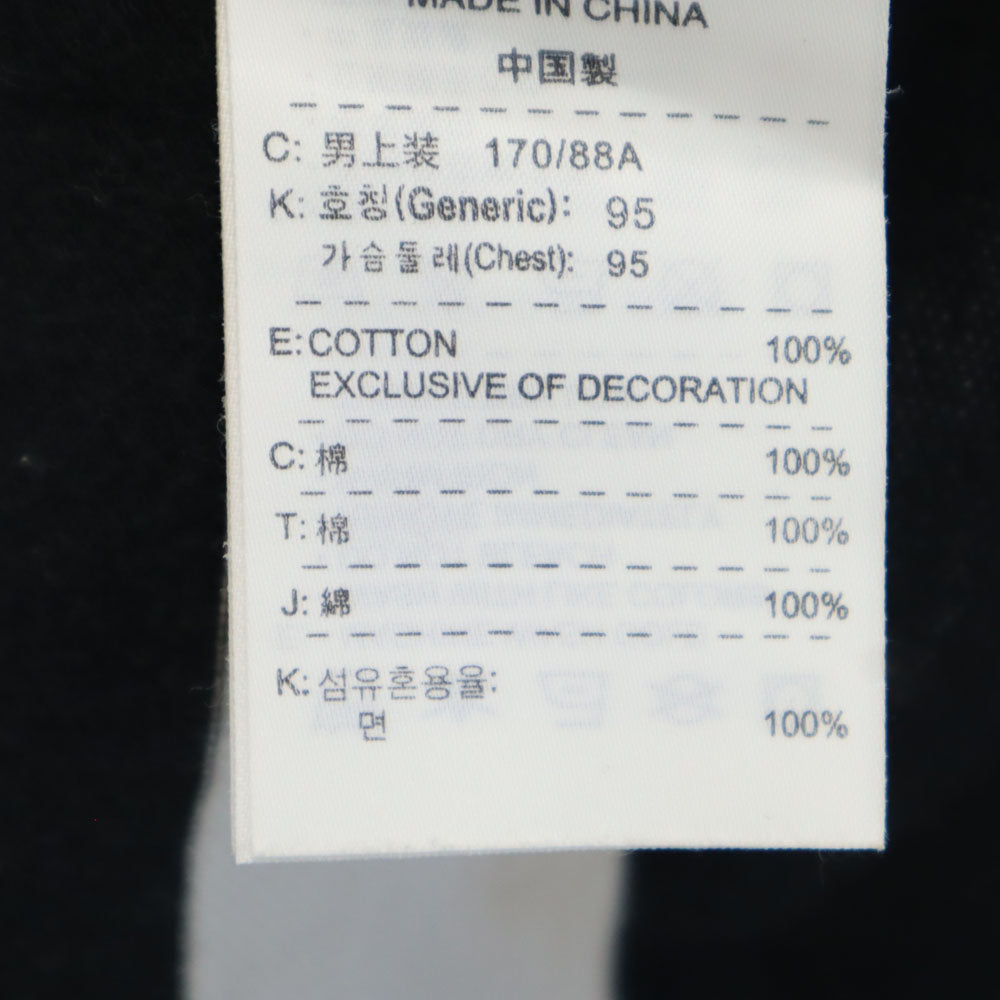 MADE IN CHINA
中国製
C: 男上装 170/88A
K: 호칭(Generic): 95
가슴둘레(Chest): 95
E:COTTON 100%
EXCLUSIVE OF DECORATION
C: 棉 100%
T: 棉 100%
J: 綿 100%
K: 섬유혼용율:
면 100%